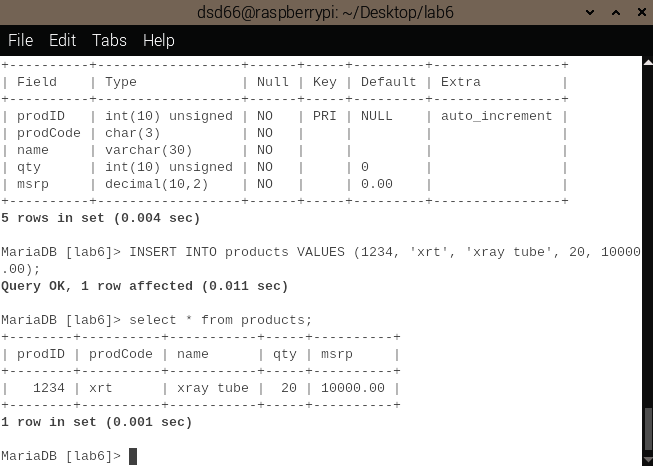 dsd66@raspberrypi: ~/Desktop/lab6
File Edit Tabs Help
+----------+------------------+------+-----+---------+----------------+
| Field    | Type             | Null | Key | Default | Extra          |
+----------+------------------+------+-----+---------+----------------+
| prodID   | int(10) unsigned | NO   | PRI | NULL    | auto_increment |
| prodCode | char(3)          | NO   |     |         |                |
| name     | varchar(30)      | NO   |     |         |                |
| qty      | int(10) unsigned | NO   |     | 0       |                |
| msrp     | decimal(10,2)    | NO   |     | 0.00    |                |
+----------+------------------+------+-----+---------+----------------+
5 rows in set (0.004 sec)
MariaDB [lab6]> INSERT INTO products VALUES (1234, 'xrt', 'xray tube', 20, 10000
.00);
Query OK, 1 row affected (0.011 sec)
MariaDB [lab6]> select * from products;
+--------+----------+-----------+-----+----------+
| prodID | prodCode | name      | qty | msrp     |
+--------+----------+-----------+-----+----------+
|   1234 | xrt      | xray tube |  20 | 10000.00 |
+--------+----------+-----------+-----+----------+
1 row in set (0.001 sec)
MariaDB [lab6]>